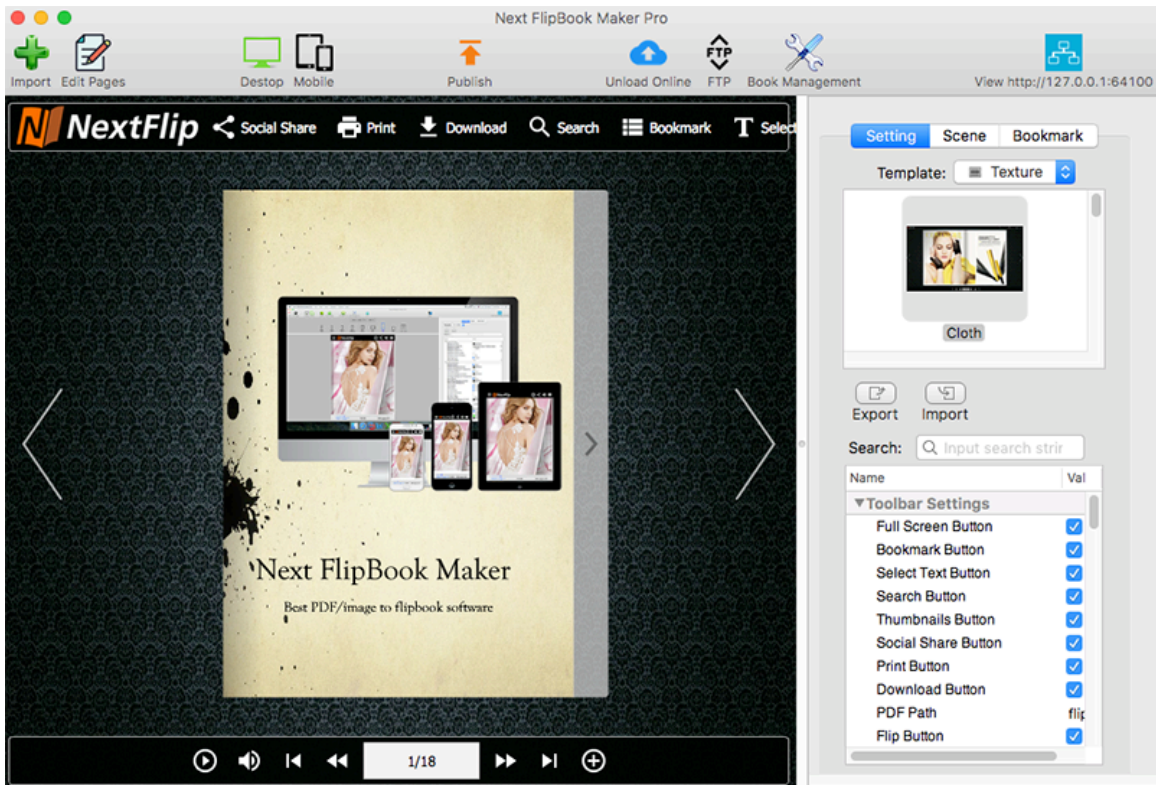 Next FlipBook Maker Pro
Import Edit Pages Destop Mobile Publish Unload Online FTP Book Management View http://127.0.0.1:64100
FTP
N NextFlip Social Share Print Download Search Bookmark T Select
Setting Scene Bookmark
Template: Texture
Cloth
Export Import
Search: Input search strir
Name Val
Toolbar Settings
Full Screen Button
Bookmark Button
Select Text Button
Search Button
Thumbnails Button
Social Share Button
Print Button
Download Button
PDF Path flip
Flip Button
Next FlipBook Maker
Best PDF/image to flipbook software
1/18